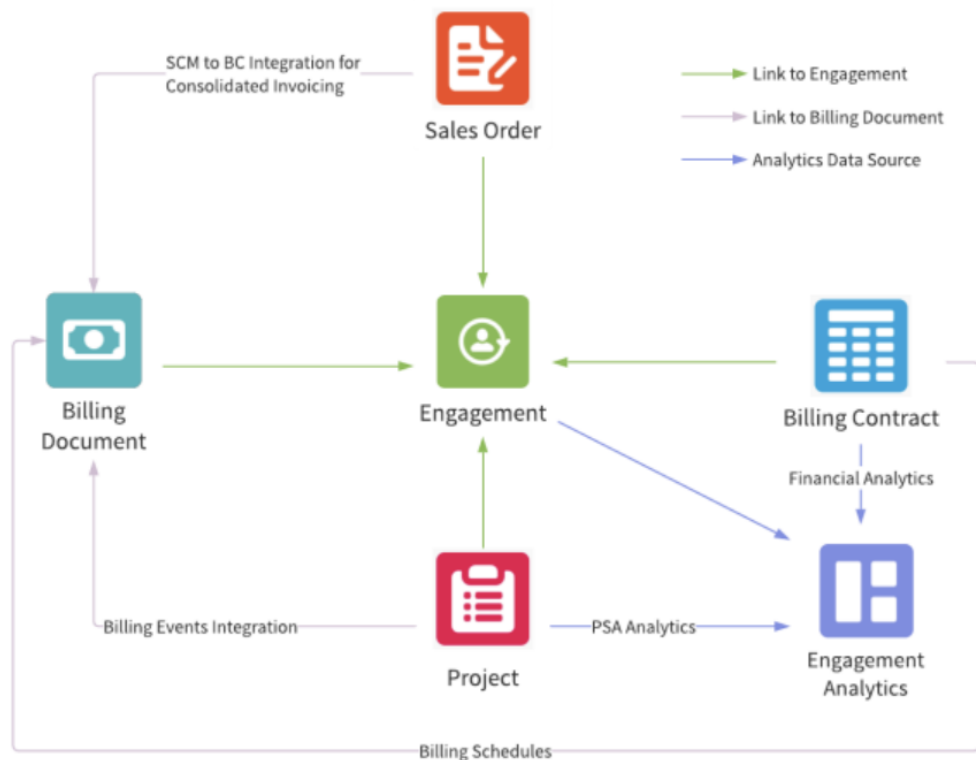 SCM to BC Integration for
Consolidated Invoicing
Sales Order
Link to Engagement
Link to Billing Document
Analytics Data Source
Billing
Document
Engagement
Billing Contract
Financial Analytics
Billing Events Integration
Project
PSA Analytics
Engagement
Analytics
Billing Schedules